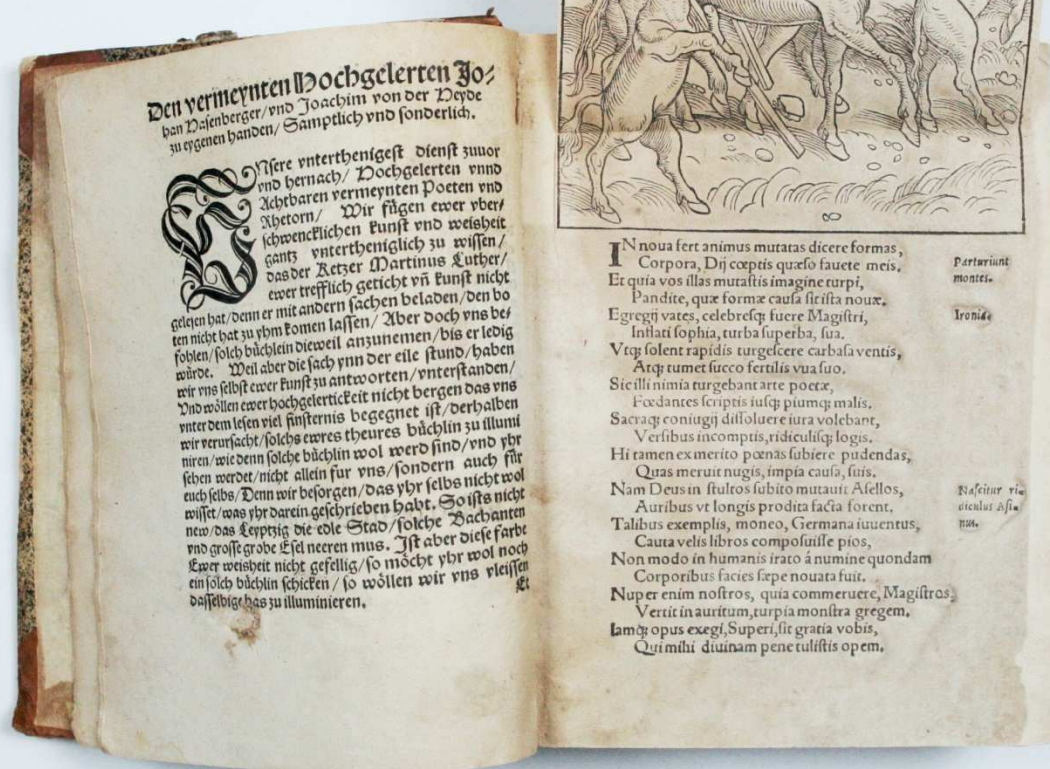 Den vermeynten Hochgelerten Jo⸗
han Hasenberger/vnd Joachim von der Heyde
zu eygenen handen/ Samptlich vnd sonderlich.
VNsere vnterthenigest dienst zuuor
vnd hernach/ Hochgelerten vnnd
Achtbaren vermeynten Poeten vnd
Rhetorn/ Wir fügen ewer vber⸗
schwencklichen kunst vnd weisheit
gantz vnterthenigllich zu wissen/
das der Ketzer Martinus Luther/
ewer trefflich geticht vñ kunst nicht
gelesen hat/denn er mit andern sachen beladen/den bo
ten nicht hat zu yhm komen lassen/ Aber doch vns be⸗
fohlen/solch büchlein dieweil anzunemen/bis er ledig
würde. Weil aber die sach ynn der eile stund/haben
wir vns selbst ewer kunst zu antworten/vnterstanden/
Vnd wöllen ewer hochgelertickeit nicht bergen das vns
vnter dem lesen viel finsternis begegnet ist/derhalben
wir verursacht/solchs ewres theures büchlin zu illumi
niren/wie denn solche büchlin wol werd sind/vnd yhr
sehen werdet/nicht allein fur vns/sondern auch für
euch selbs/Denn wir besorgen/das yhr selbs nicht wol
wisset/was yhr darein geschrieben habt. So ists nicht
new/das Leyptzig die edle Stad/solche Bachanten
vnd grosse grobe Esel neeren mus. Ist aber diese farbe
Ewer weisheit nicht gefellig/so möcht yhr wol noch
ein solch büchlin schicken/so wöllen wir vns vleissen
dasselbige bas zu illuminieren.
Et
IN noua fert animus mutatas dicere formas,
Corpora, Dij cœptis quæso fauete meis.
Parturiunt
montes.
Et quia vos illas mutastis imagine turpi,
Pandite, quæ formæ causa sit ista nouæ.
Egregij vates, celebresq; fuere Magistri,
Ironia.
Inflati sophia, turba superba, sua.
Vtq; solent rapidis turgescere carbasa ventis,
Atq; tumet succo fertilis vua suo.
Sic illi nimia turgebant arte poetæ,
Fœdantes scriptis iusq; piumq; malis.
Sacraq; coniugij dissoluere iura volebant,
Versibus incomptis, ridiculisq; logis.
Hi tamen ex merito pœnas subiere pudendas,
Quas meruit nugis, impia causa, suis.
Nam Deus in stultos subito mutauit Asellos,
Nascitur ri⸗
diculus Asi⸗
nus.
Auribus vt longis prodita facta forent.
Talibus exemplis, moneo, Germana iuuentus,
Cauta velis libros composuisse pios,
Non modo in humanis irato á numine quondam
Corporibus facies sæpe nouata fuit.
Nuper enim nostros, quia commeruere, Magistros,
Vertit in auritum, turpia monstra gregem.
Iamq; opus exegi, Superi, sit gratia vobis,
Qui mihi diuinam pene tulistis opem.